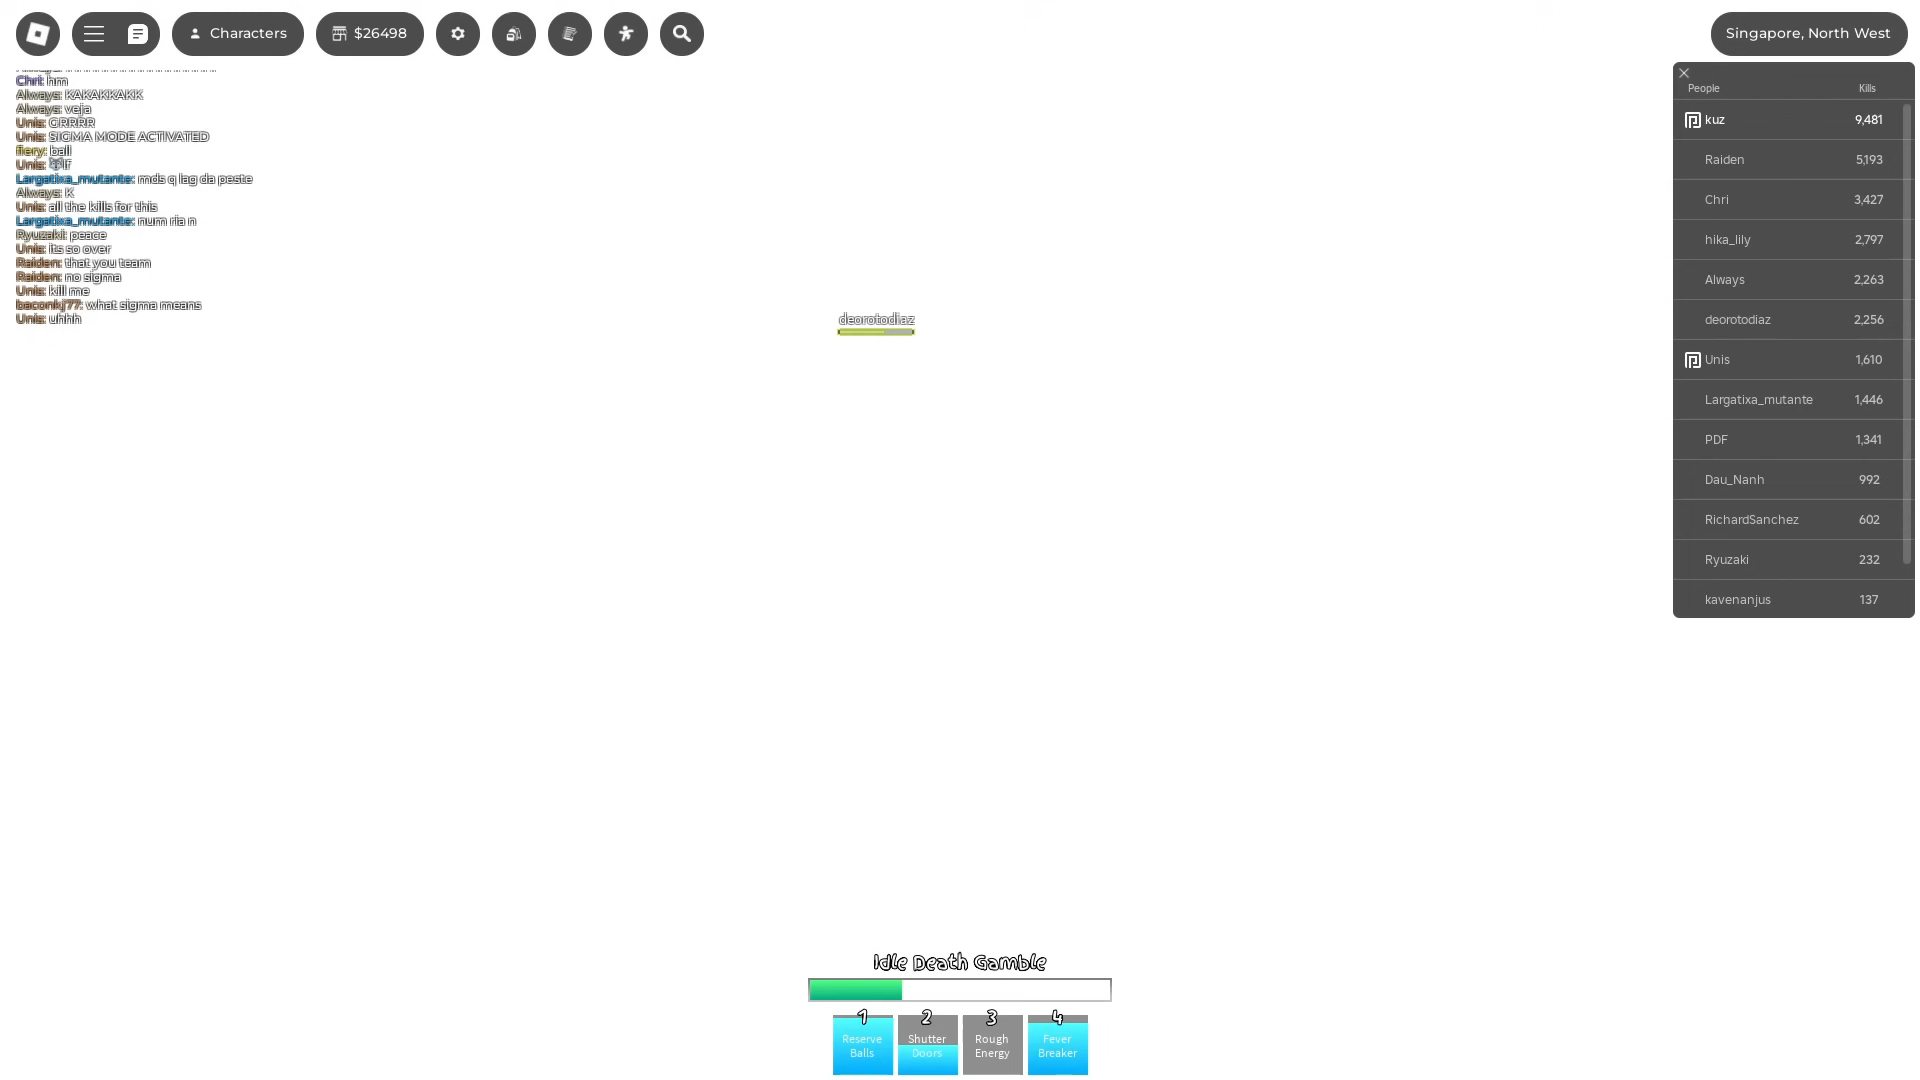 Characters
$26498
Singapore, North West
Chri: hm
Always: KAKAKKAKK
Always: veja
Unis: GRRRR
Unis: SIGMA MODE ACTIVATED
fiery: ball
Unis: 🐺lf
Largatixa_mutante: mds q lag da peste
Always: K
Unis: all the kills for this
Largatixa_mutante: num ria n
Ryuzaki: peace
Unis: its so over
Raiden: that you team
Raiden: no sigma
Unis: kill me
baconkj77: what sigma means
Unis: uhhh
deorotodiaz
People Kills
kuz 9,481
Raiden 5,193
Chri 3,427
hika_lily 2,797
Always 2,263
deorotodiaz 2,256
Unis 1,610
Largatixa_mutante 1,446
PDF 1,341
Dau_Nanh 992
RichardSanchez 602
Ryuzaki 232
kavenanjus 137
Idle Death Gamble
1 2 3 4
Reserve Balls
Shutter Doors
Rough Energy
Fever Breaker